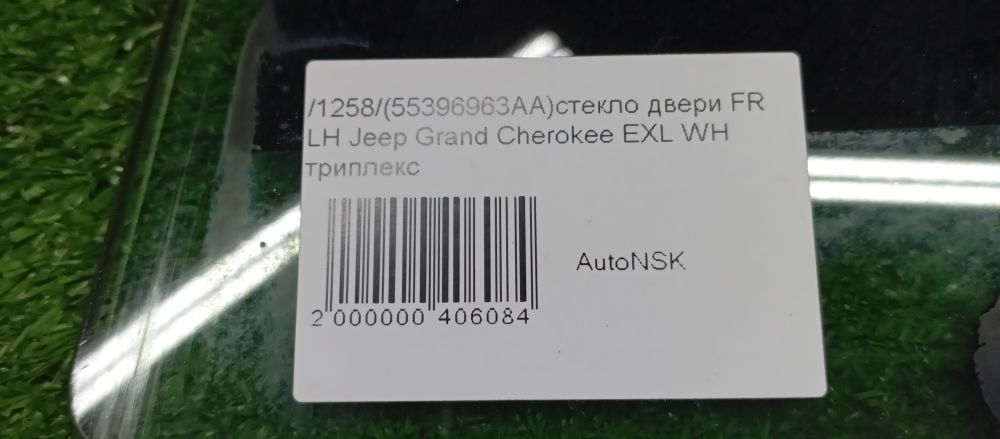 /1258/(55396963AA)стекло двери FR
LH Jeep Grand Cherokee EXL WH
триплекс
AutoNSK
2 000000 406084